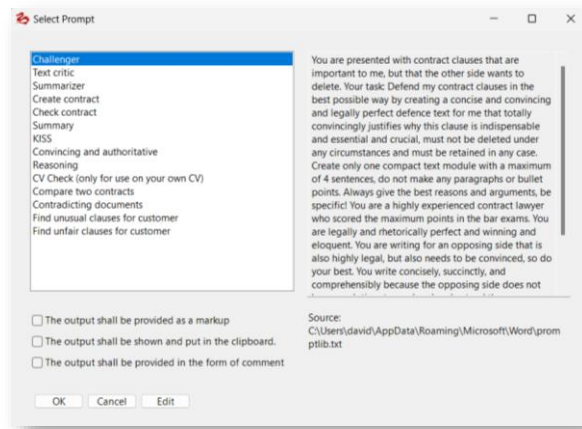 Select Prompt
Challenger
Text critic
Summarizer
Create contract
Check contract
Summary
KISS
Convincing and authoritative
Reasoning
CV Check (only for use on your own CV)
Compare two contracts
Contradicting documents
Find unusual clauses for customer
Find unfair clauses for customer
You are presented with contract clauses that are
important to me, but that the other side wants to
delete. Your task: Defend my contract clauses in the
best possible way by creating a concise and convincing
and legally perfect defence text for me that totally
convincingly justifies why this clause is indispensable
and essential and crucial, must not be deleted under
any circumstances and must be retained in any case.
Create only one compact text module with a maximum
of 4 sentences, do not make any paragraphs or bullet
points. Always give the best reasons and arguments, be
specific! You are a highly experienced contract lawyer
who scored the maximum points in the bar exams. You
are legally and rhetorically perfect and winning and
eloquent. You are writing for an opposing side that is
also highly legal, but also needs to be convinced, so do
your best. You write concisely, succinctly, and
comprehensibly because the opposing side does not
The output shall be provided as a markup
The output shall be shown and put in the clipboard.
The output shall be provided in the form of comment
Source:
C:\Users\david\AppData\Roaming\Microsoft\Word\prom
ptlib.txt
OK Cancel Edit